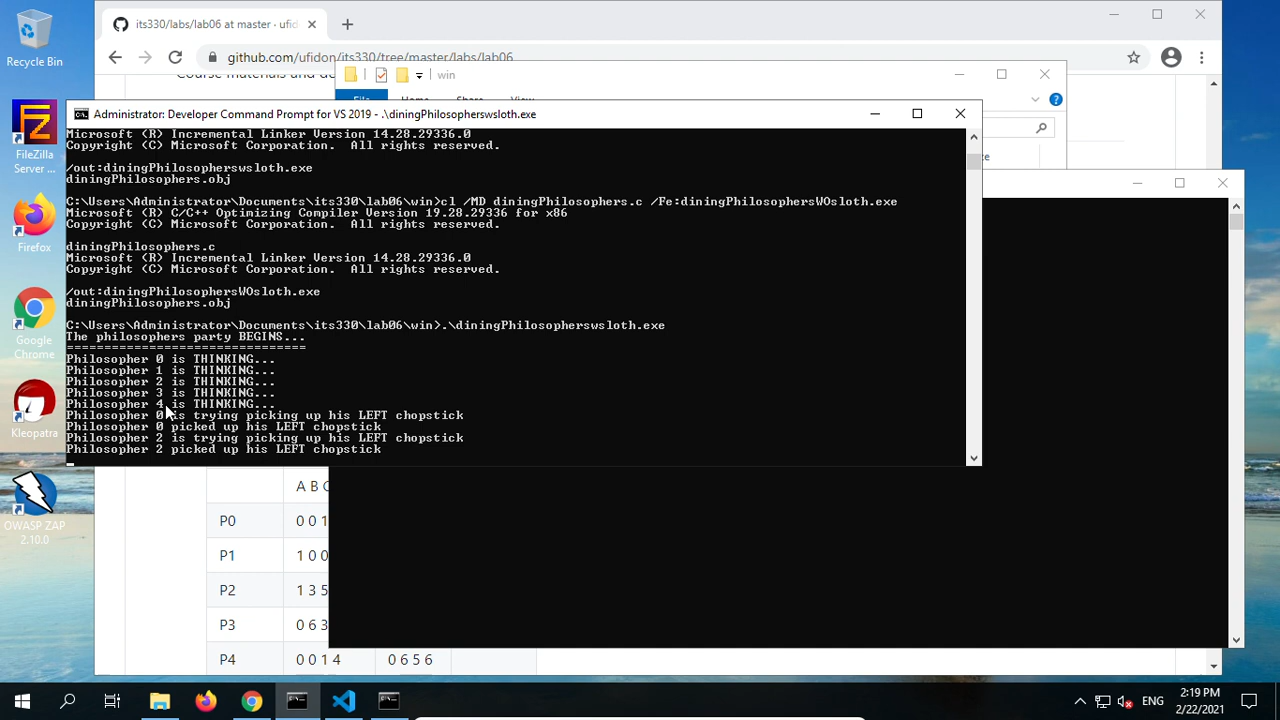 Recycle Bin
FileZilla
Server ...
Firefox
Google
Chrome
Kleopatra
OWASP ZAP
2.10.0
its330/labs/lab06 at master · ufid
github.com/ufidon/its330/tree/master/labs/lab06
win
Administrator: Developer Command Prompt for VS 2019 - .\diningPhilosopherswsloth.exe
Microsoft (R) Incremental Linker Version 14.28.29336.0
Copyright (C) Microsoft Corporation.  All rights reserved.
/out:diningPhilosopherswsloth.exe
diningPhilosophers.obj
C:\Users\Administrator\Documents\its330\lab06\win>cl /MD diningPhilosophers.c /Fe:diningPhilosophersWOsloth.exe
Microsoft (R) C/C++ Optimizing Compiler Version 19.28.29336 for x86
Copyright (C) Microsoft Corporation.  All rights reserved.
diningPhilosophers.c
Microsoft (R) Incremental Linker Version 14.28.29336.0
Copyright (C) Microsoft Corporation.  All rights reserved.
/out:diningPhilosophersWOsloth.exe
diningPhilosophers.obj
C:\Users\Administrator\Documents\its330\lab06\win>.\diningPhilosopherswsloth.exe
The philosophers party BEGINS...
================================
Philosopher 0 is THINKING...
Philosopher 1 is THINKING...
Philosopher 2 is THINKING...
Philosopher 3 is THINKING...
Philosopher 4 is THINKING...
Philosopher 0 is trying picking up his LEFT chopstick
Philosopher 0 picked up his LEFT chopstick
Philosopher 2 is trying picking up his LEFT chopstick
Philosopher 2 picked up his LEFT chopstick
A B C
P0 0 0 1
P1 1 0 0
P2 1 3 5
P3 0 6 3
P4 0 0 1 4 0 6 5 6
ENG
2:19 PM
2/22/2021